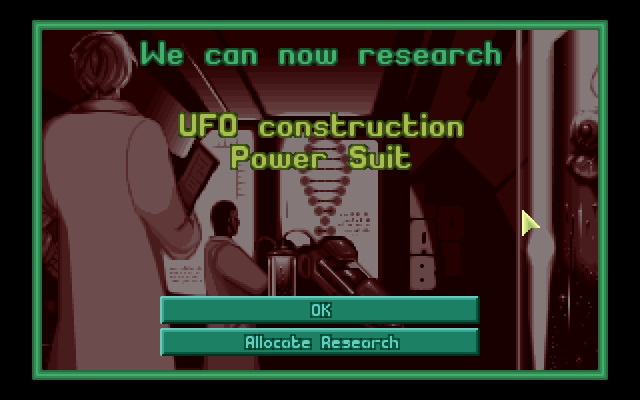 We can now research
UFO construction
Power Suit
OK
Allocate Research